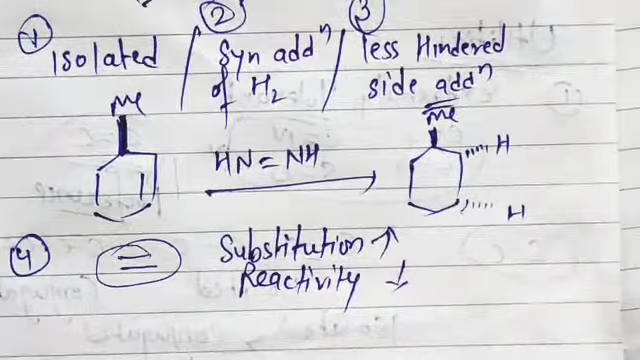 ① Isolated / ② Syn addⁿ of H₂ / ③ less Hindered side addⁿ
Me
Me
HN = NH
H
H
④ = Substitution ↑
Reactivity ↓